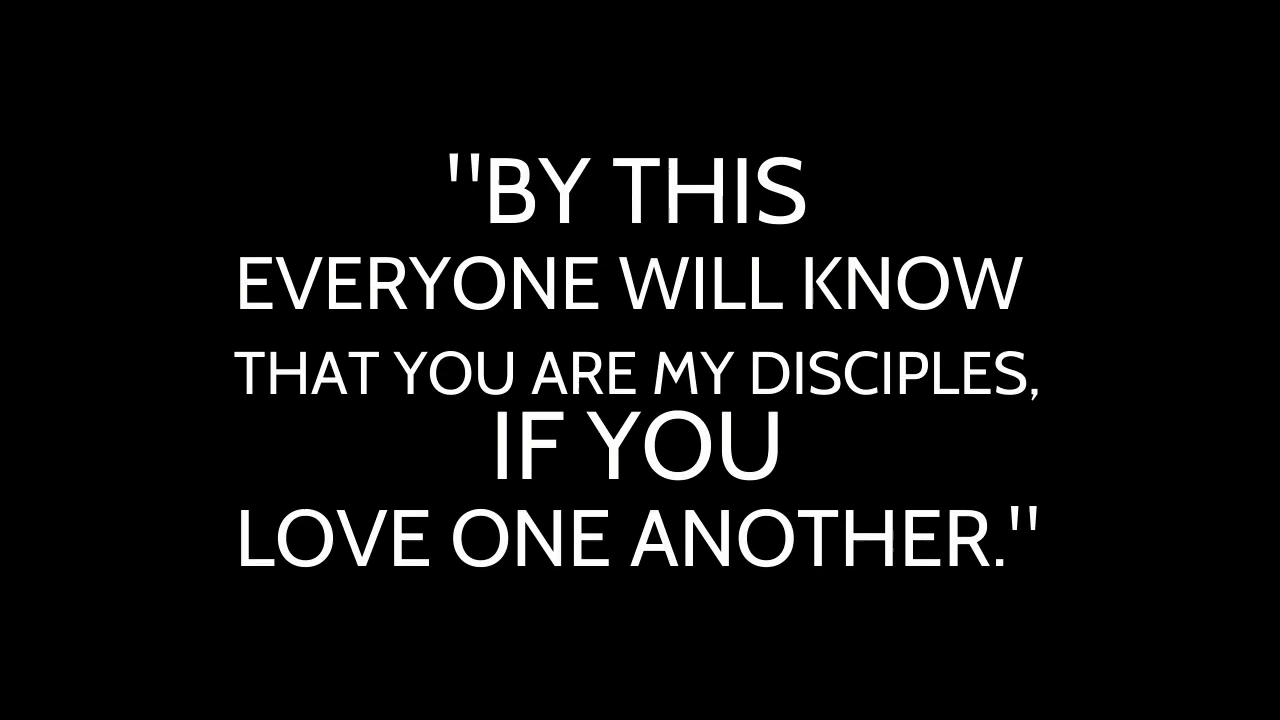 "BY THIS
EVERYONE WILL KNOW
THAT YOU ARE MY DISCIPLES,
IF YOU
LOVE ONE ANOTHER."